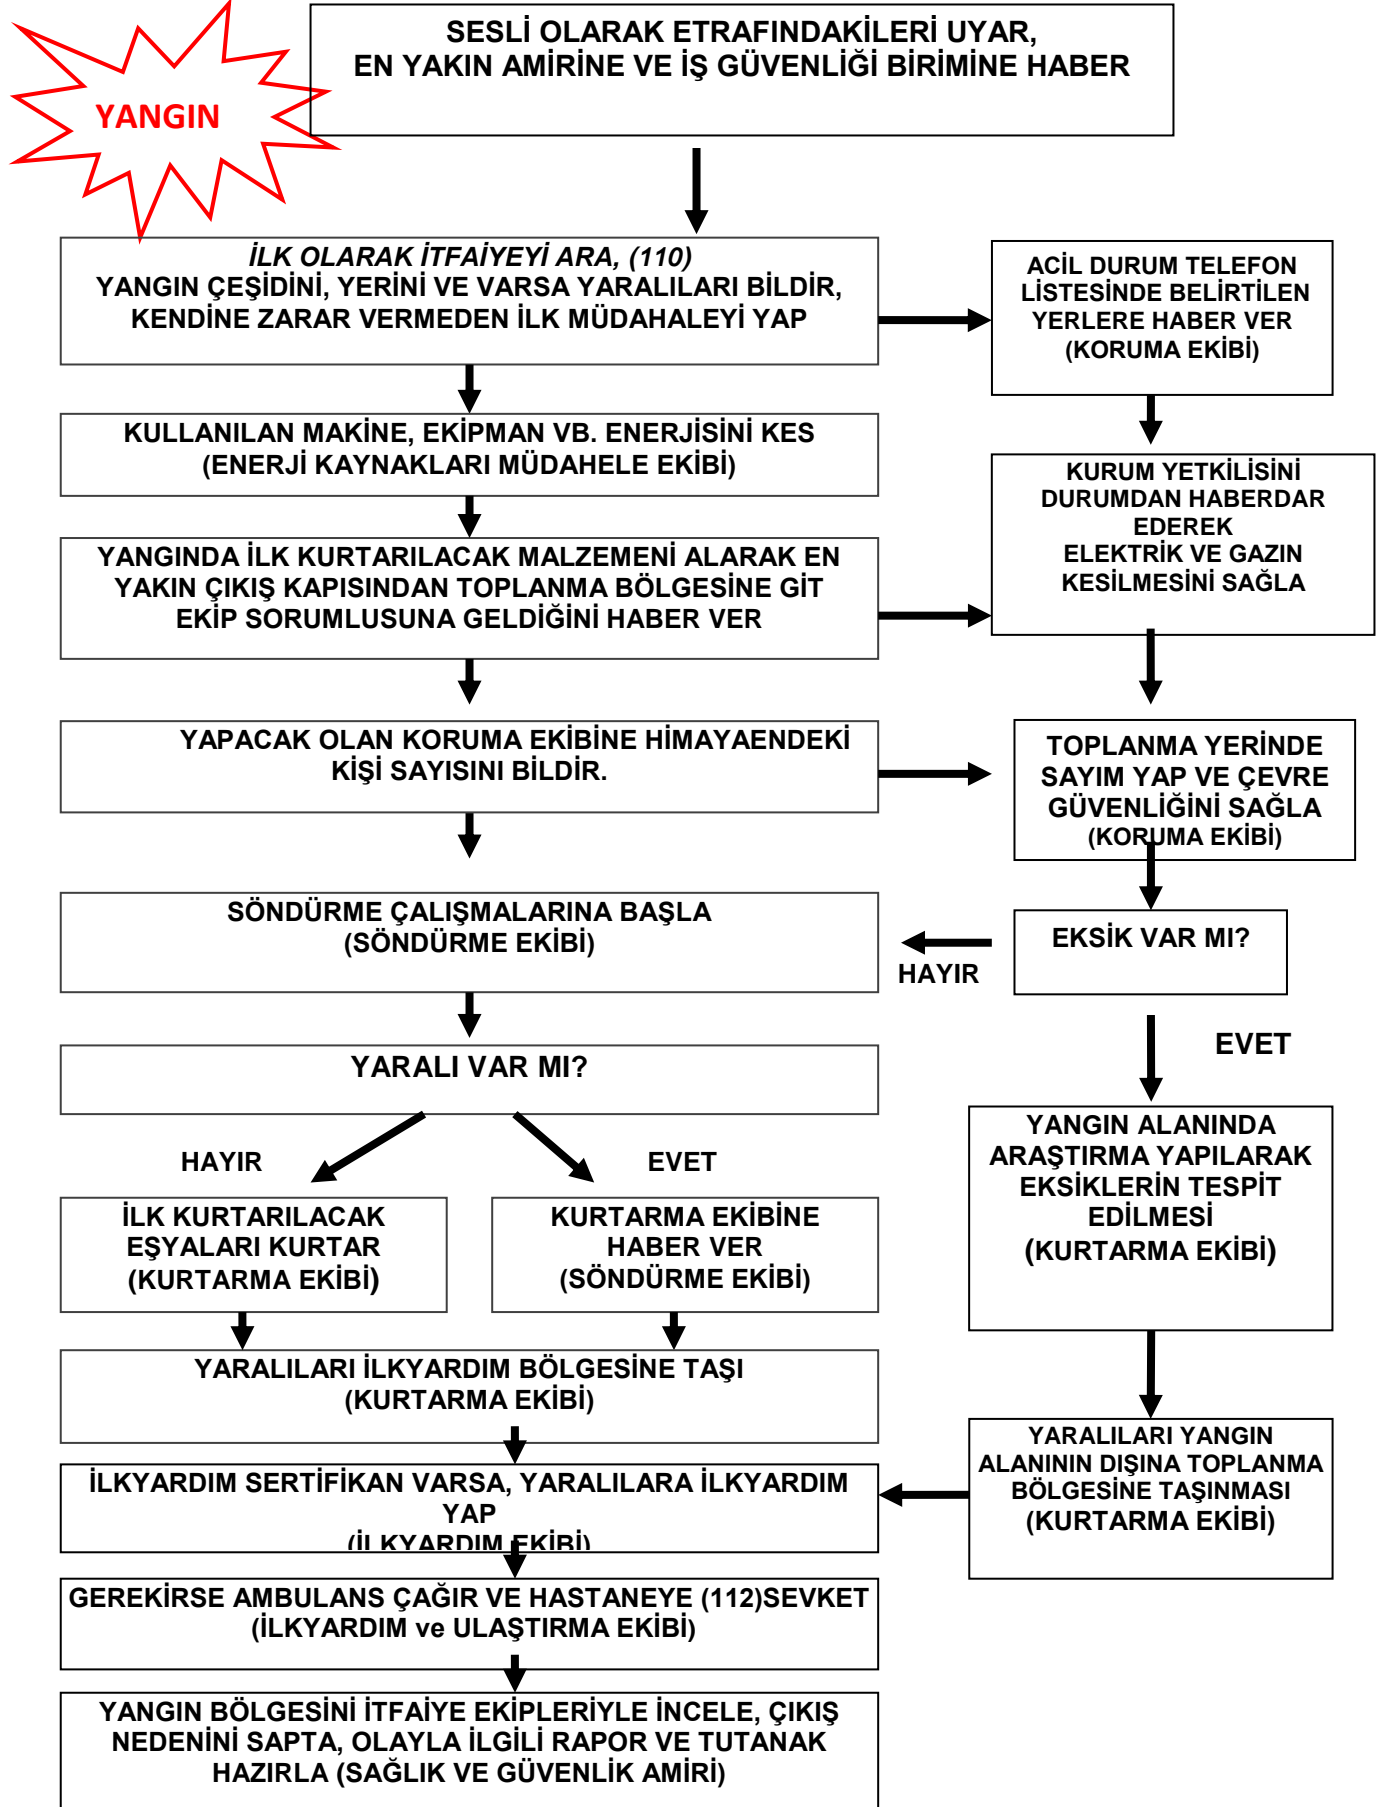 YANGIN
SESLİ OLARAK ETRAFINDAKİLERİ UYAR,
EN YAKIN AMİRİNE VE İŞ GÜVENLİĞİ BİRİMİNE HABER
İLK OLARAK İTFAİYEYİ ARA, (110)
YANGIN ÇEŞİDİNİ, YERİNİ VE VARSA YARALILARI BİLDİR,
KENDİNE ZARAR VERMEDEN İLK MÜDAHALEYİ YAP
ACİL DURUM TELEFON
LİSTESİNDE BELİRTİLEN
YERLERE HABER VER
(KORUMA EKİBİ)
KULLANILAN MAKİNE, EKİPMAN VB. ENERJİSİNİ KES
(ENERJİ KAYNAKLARI MÜDAHELE EKİBİ)
KURUM YETKİLİSİNİ
DURUMDAN HABERDAR
EDEREK
ELEKTRİK VE GAZIN
KESİLMESİNİ SAĞLA
YANGINDA İLK KURTARILACAK MALZEMENİ ALARAK EN
YAKIN ÇIKIŞ KAPISINDAN TOPLANMA BÖLGESİNE GİT
EKİP SORUMLUSUNA GELDİĞİNİ HABER VER
YAPACAK OLAN KORUMA EKİBİNE HİMAYAENDEKİ
KİŞİ SAYISINI BİLDİR.
TOPLANMA YERİNDE
SAYIM YAP VE ÇEVRE
GÜVENLİĞİNİ SAĞLA
(KORUMA EKİBİ)
SÖNDÜRME ÇALIŞMALARINA BAŞLA
(SÖNDÜRME EKİBİ)
EKSİK VAR MI?
HAYIR
EVET
YARALI VAR MI?
HAYIR
EVET
YANGIN ALANINDA
ARAŞTIRMA YAPILARAK
EKSİKLERİN TESPİT
EDİLMESİ
(KURTARMA EKİBİ)
İLK KURTARILACAK
EŞYALARI KURTAR
(KURTARMA EKİBİ)
KURTARMA EKİBİNE
HABER VER
(SÖNDÜRME EKİBİ)
YARALILARI İLKYARDIM BÖLGESİNE TAŞI
(KURTARMA EKİBİ)
YARALILARI YANGIN
ALANININ DIŞINA TOPLANMA
BÖLGESİNE TAŞINMASI
(KURTARMA EKİBİ)
İLKYARDIM SERTİFİKAN VARSA, YARALILARA İLKYARDIM
YAP
(İLKYARDIM EKİBİ)
GEREKİRSE AMBULANS ÇAĞIR VE HASTANEYE (112)SEVKET
(İLKYARDIM ve ULAŞTIRMA EKİBİ)
YANGIN BÖLGESİNİ İTFAİYE EKİPLERİYLE İNCELE, ÇIKIŞ
NEDENİNİ SAPTA, OLAYLA İLGİLİ RAPOR VE TUTANAK
HAZIRLA (SAĞLIK VE GÜVENLİK AMİRİ)